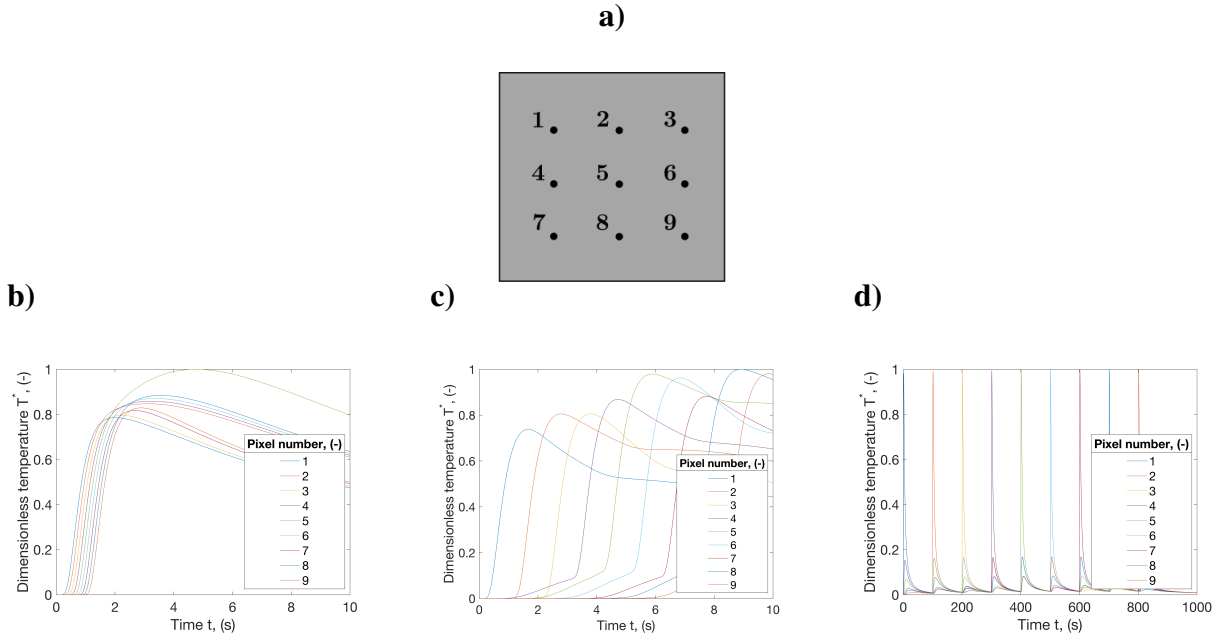 a)
1 2 3
4 5 6
7 8 9
b)
Dimensionless temperature T*, (-)
1
0.8
0.6
0.4
0.2
0
0 2 4 6 8 10
Time t, (s)
Pixel number, (-)
1
2
3
4
5
6
7
8
9
c)
Dimensionless temperature T*, (-)
1
0.8
0.6
0.4
0.2
0
0 2 4 6 8 10
Time t, (s)
Pixel number, (-)
1
2
3
4
5
6
7
8
9
d)
Dimensionless temperature T*, (-)
1
0.8
0.6
0.4
0.2
0
0 200 400 600 800 1000
Time t, (s)
Pixel number, (-)
1
2
3
4
5
6
7
8
9